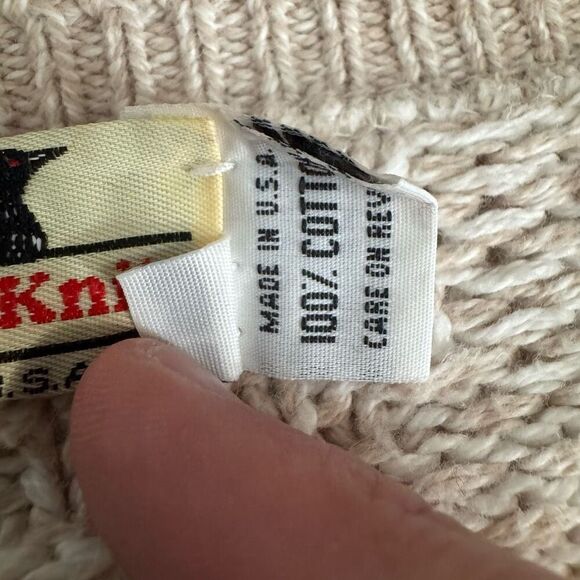 Kni
U.S.A
MADE IN U.S.A.
100% COTTO
CARE ON REV